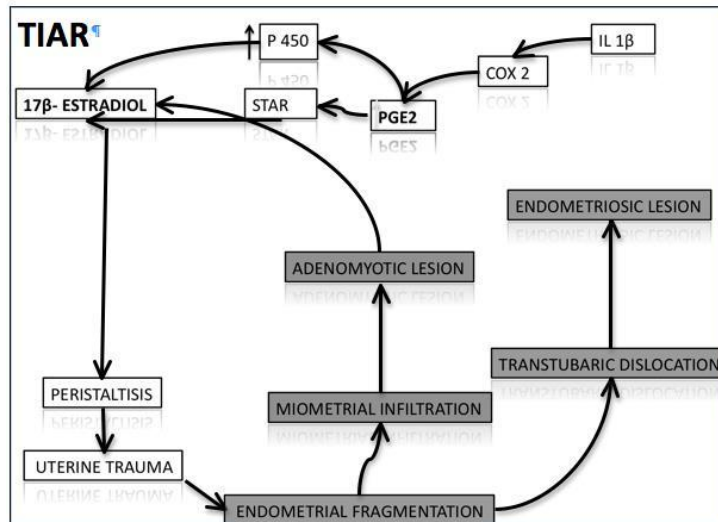 TIAR¶
P 450
IL 1β
COX 2
17β- ESTRADIOL
STAR
PGE2
ENDOMETRIOSIC LESION
ADENOMYOTIC LESION
TRANSTUBARIC DISLOCATION
PERISTALTISIS
MIOMETRIAL INFILTRATION
UTERINE TRAUMA
ENDOMETRIAL FRAGMENTATION